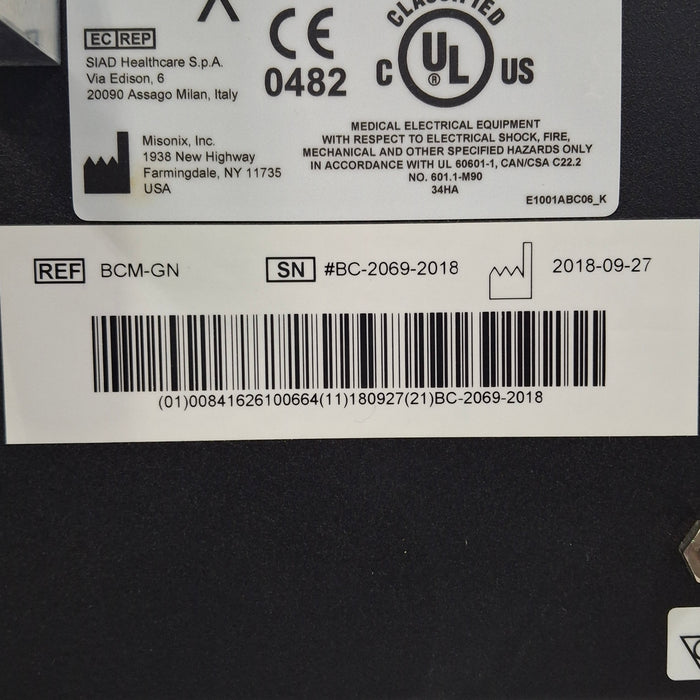 CLASSIFIED
EC REP
SIAD Healthcare S.p.A.
Via Edison, 6
20090 Assago Milan, Italy
CE
0482
C UL ® US
Misonix, Inc.
1938 New Highway
Farmingdale, NY 11735
USA
MEDICAL ELECTRICAL EQUIPMENT
WITH RESPECT TO ELECTRICAL SHOCK, FIRE,
MECHANICAL AND OTHER SPECIFIED HAZARDS ONLY
IN ACCORDANCE WITH UL 60601-1, CAN/CSA C22.2
NO. 601.1-M90
34HA
E1001ABC06_K
REF BCM-GN SN #BC-2069-2018 2018-09-27
(01)00841626100664(11)180927(21)BC-2069-2018